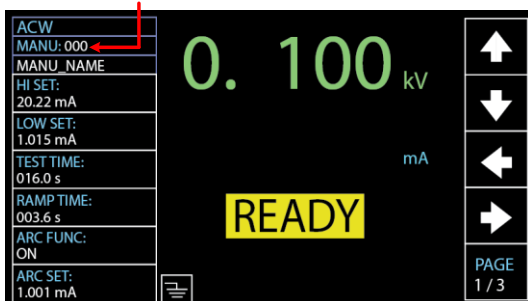 ACW
MANU: 000
MANU_NAME
HI SET:
20.22 mA
LOW SET:
1.015 mA
TEST TIME:
016.0 s
RAMP TIME:
003.6 s
ARC FUNC:
ON
ARC SET:
1.001 mA
0. 100 kV
mA
READY
PAGE
1 / 3